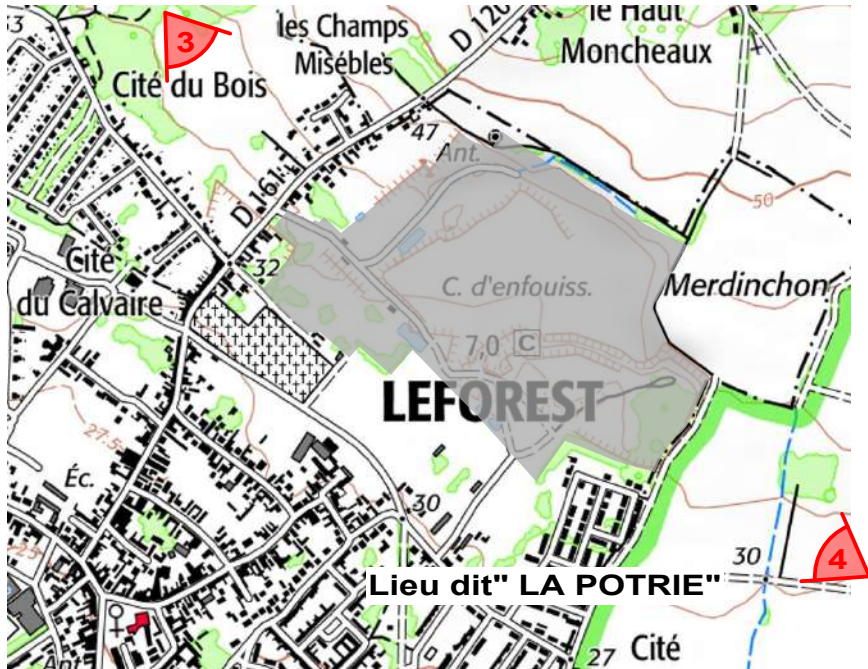 3
les Champs
Misèbles
D 120
le Haut
Moncheaux
Cité du Bois
47
Ant.
D 161
50
Cité
du Calvaire
32
C. d'enfouiss.
Merdinchon
7,0 C
LEFOREST
27.5
Éc.
30
30
4
Lieu dit" LA POTRIE"
27
Cité
Ant